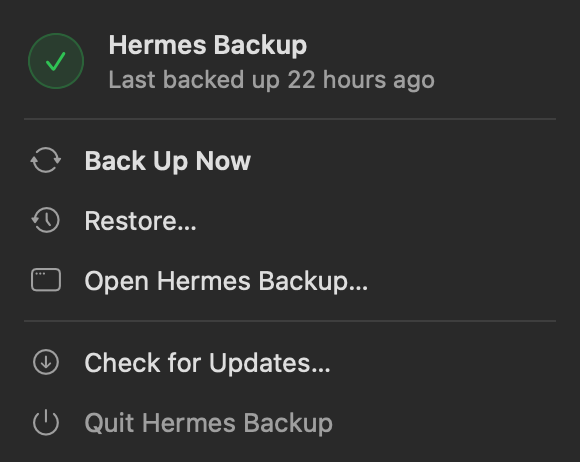 Hermes Backup
Last backed up 22 hours ago
Back Up Now
Restore...
Open Hermes Backup...
Check for Updates...
Quit Hermes Backup